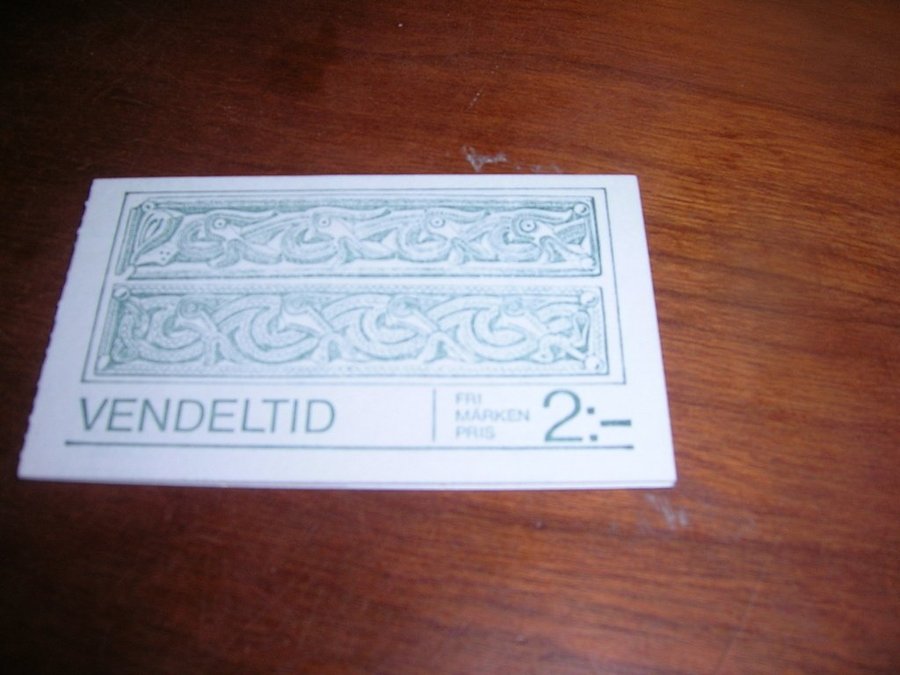 VENDELTID
FRI
MÄRKEN
PRIS
2:-